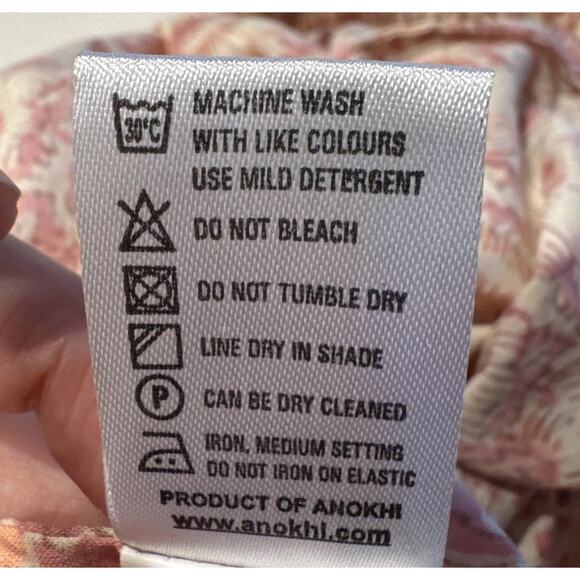 30°C
MACHINE WASH
WITH LIKE COLOURS
USE MILD DETERGENT
DO NOT BLEACH
DO NOT TUMBLE DRY
LINE DRY IN SHADE
P
CAN BE DRY CLEANED
IRON, MEDIUM SETTING
DO NOT IRON ON ELASTIC
PRODUCT OF ANOKHI
www.anokhi.com